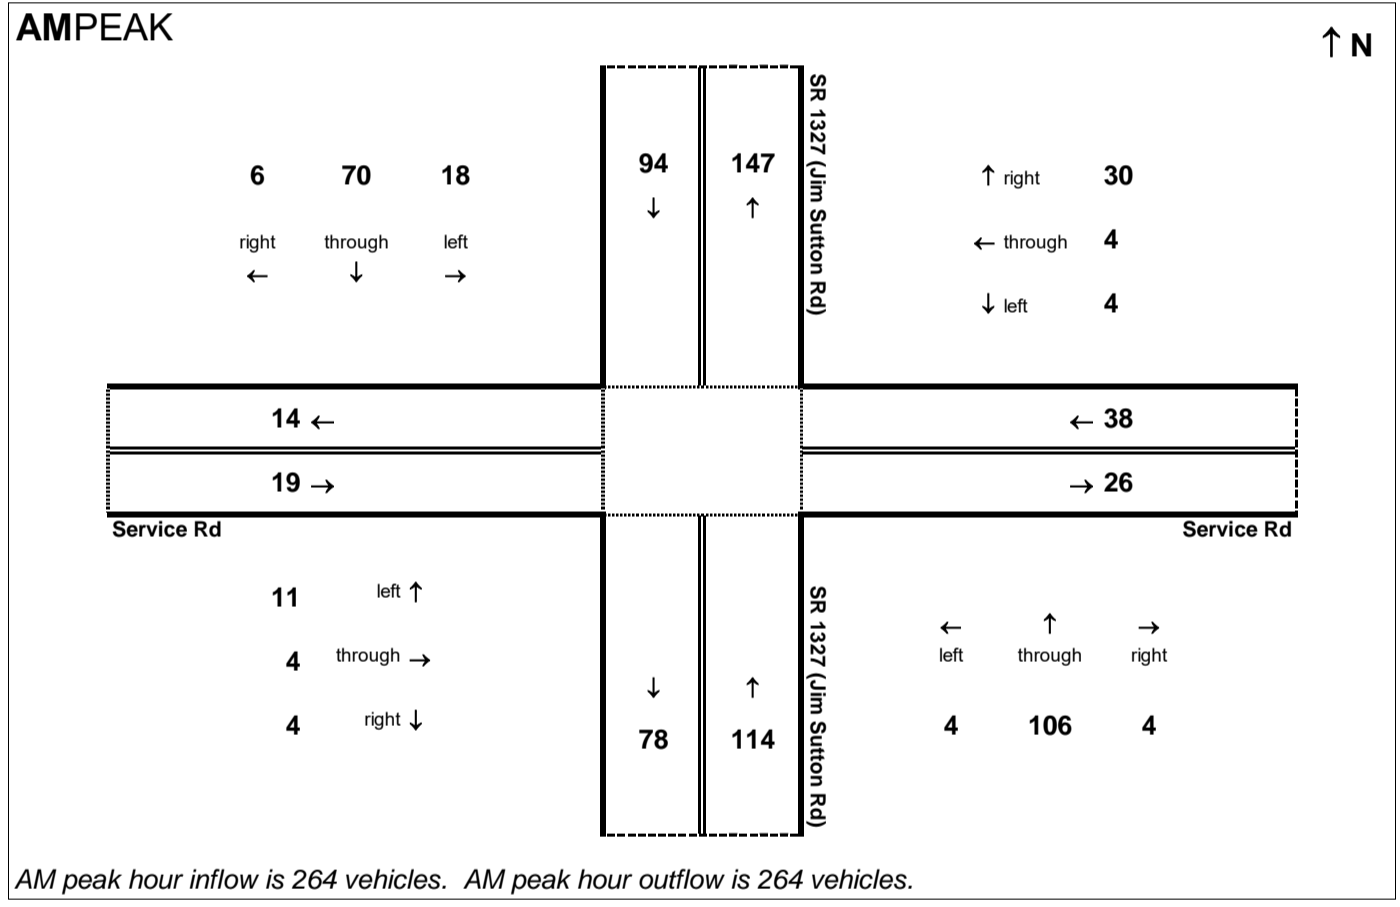 AMPEAK
↑ N
SR 1327 (Jim Sutton Rd)
6 70 18
right through left
← ↓ →
94 147
↓ ↑
↑ right 30
← through 4
↓ left 4
14 ←
← 38
19 →
→ 26
Service Rd
Service Rd
11 left ↑
4 through →
4 right ↓
↓ ↑
78 114
SR 1327 (Jim Sutton Rd)
← ↑ →
left through right
4 106 4
AM peak hour inflow is 264 vehicles. AM peak hour outflow is 264 vehicles.